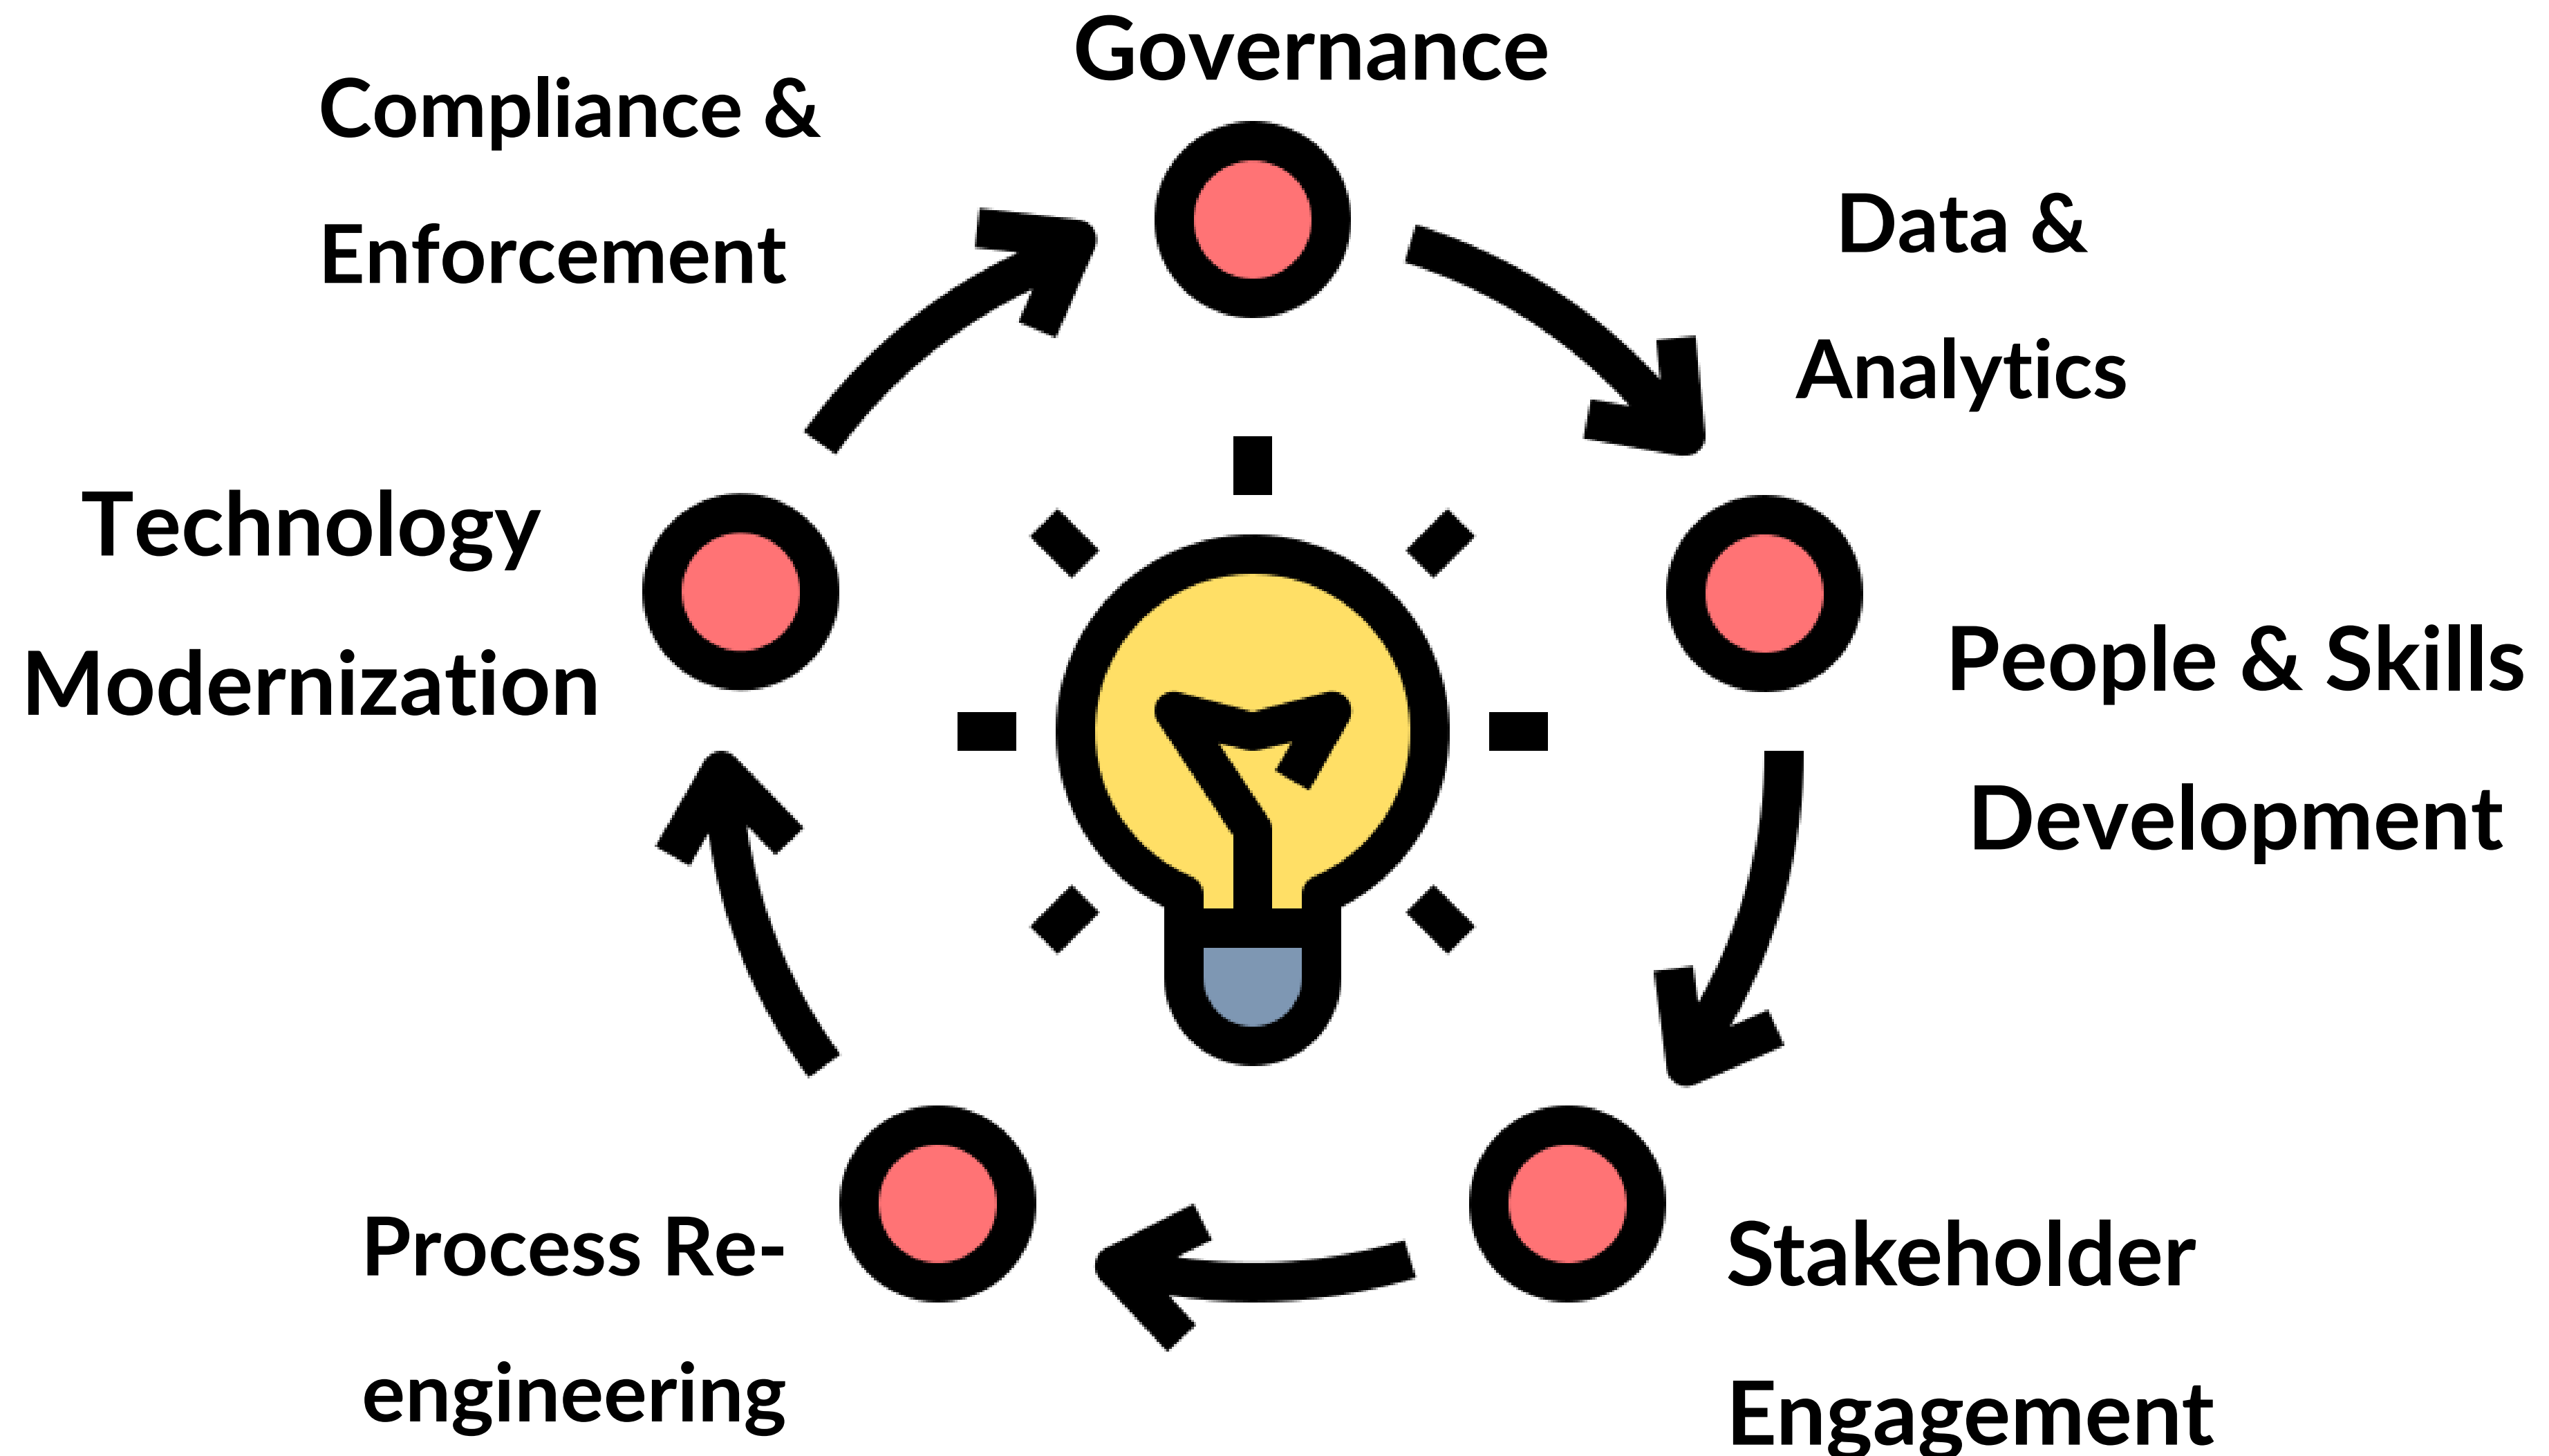 Governance
Compliance &
Enforcement
Data &
Analytics
Technology
Modernization
People & Skills
Development
Process Re-
engineering
Stakeholder
Engagement